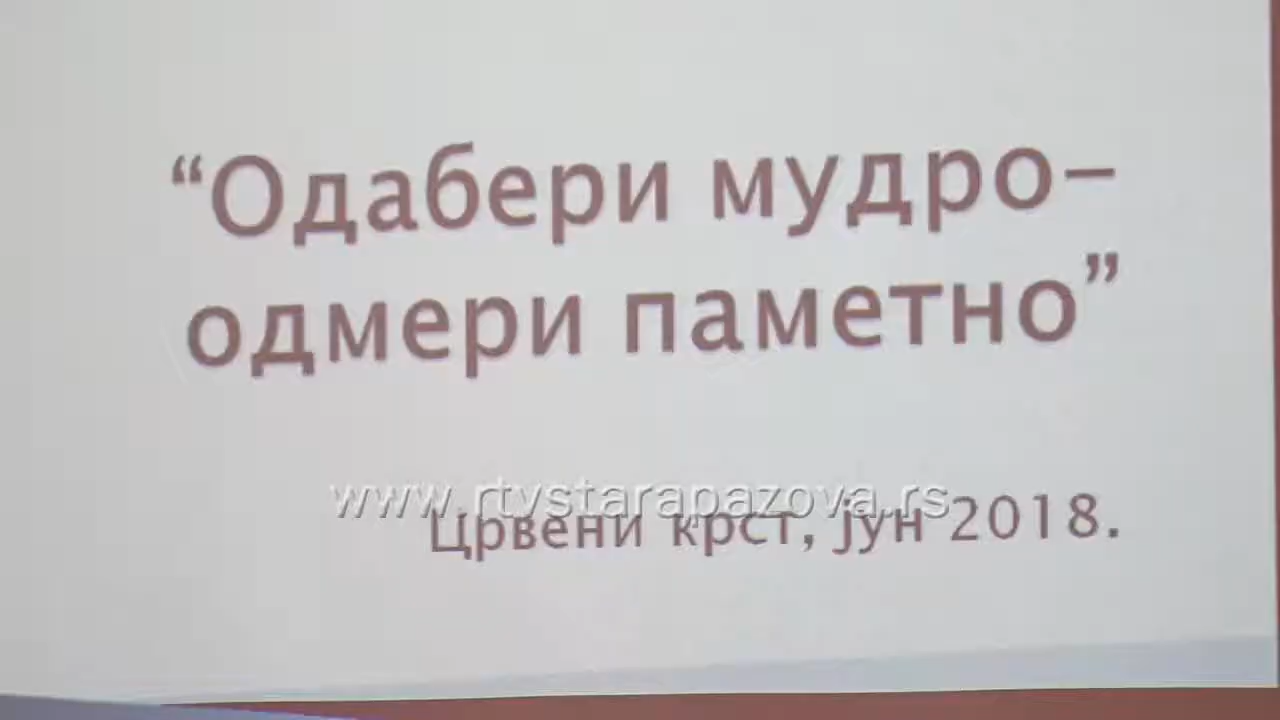 “Одабери мудро-
одмери паметно”
www.rtvstarapazova.rs
Црвени крст, јун 2018.